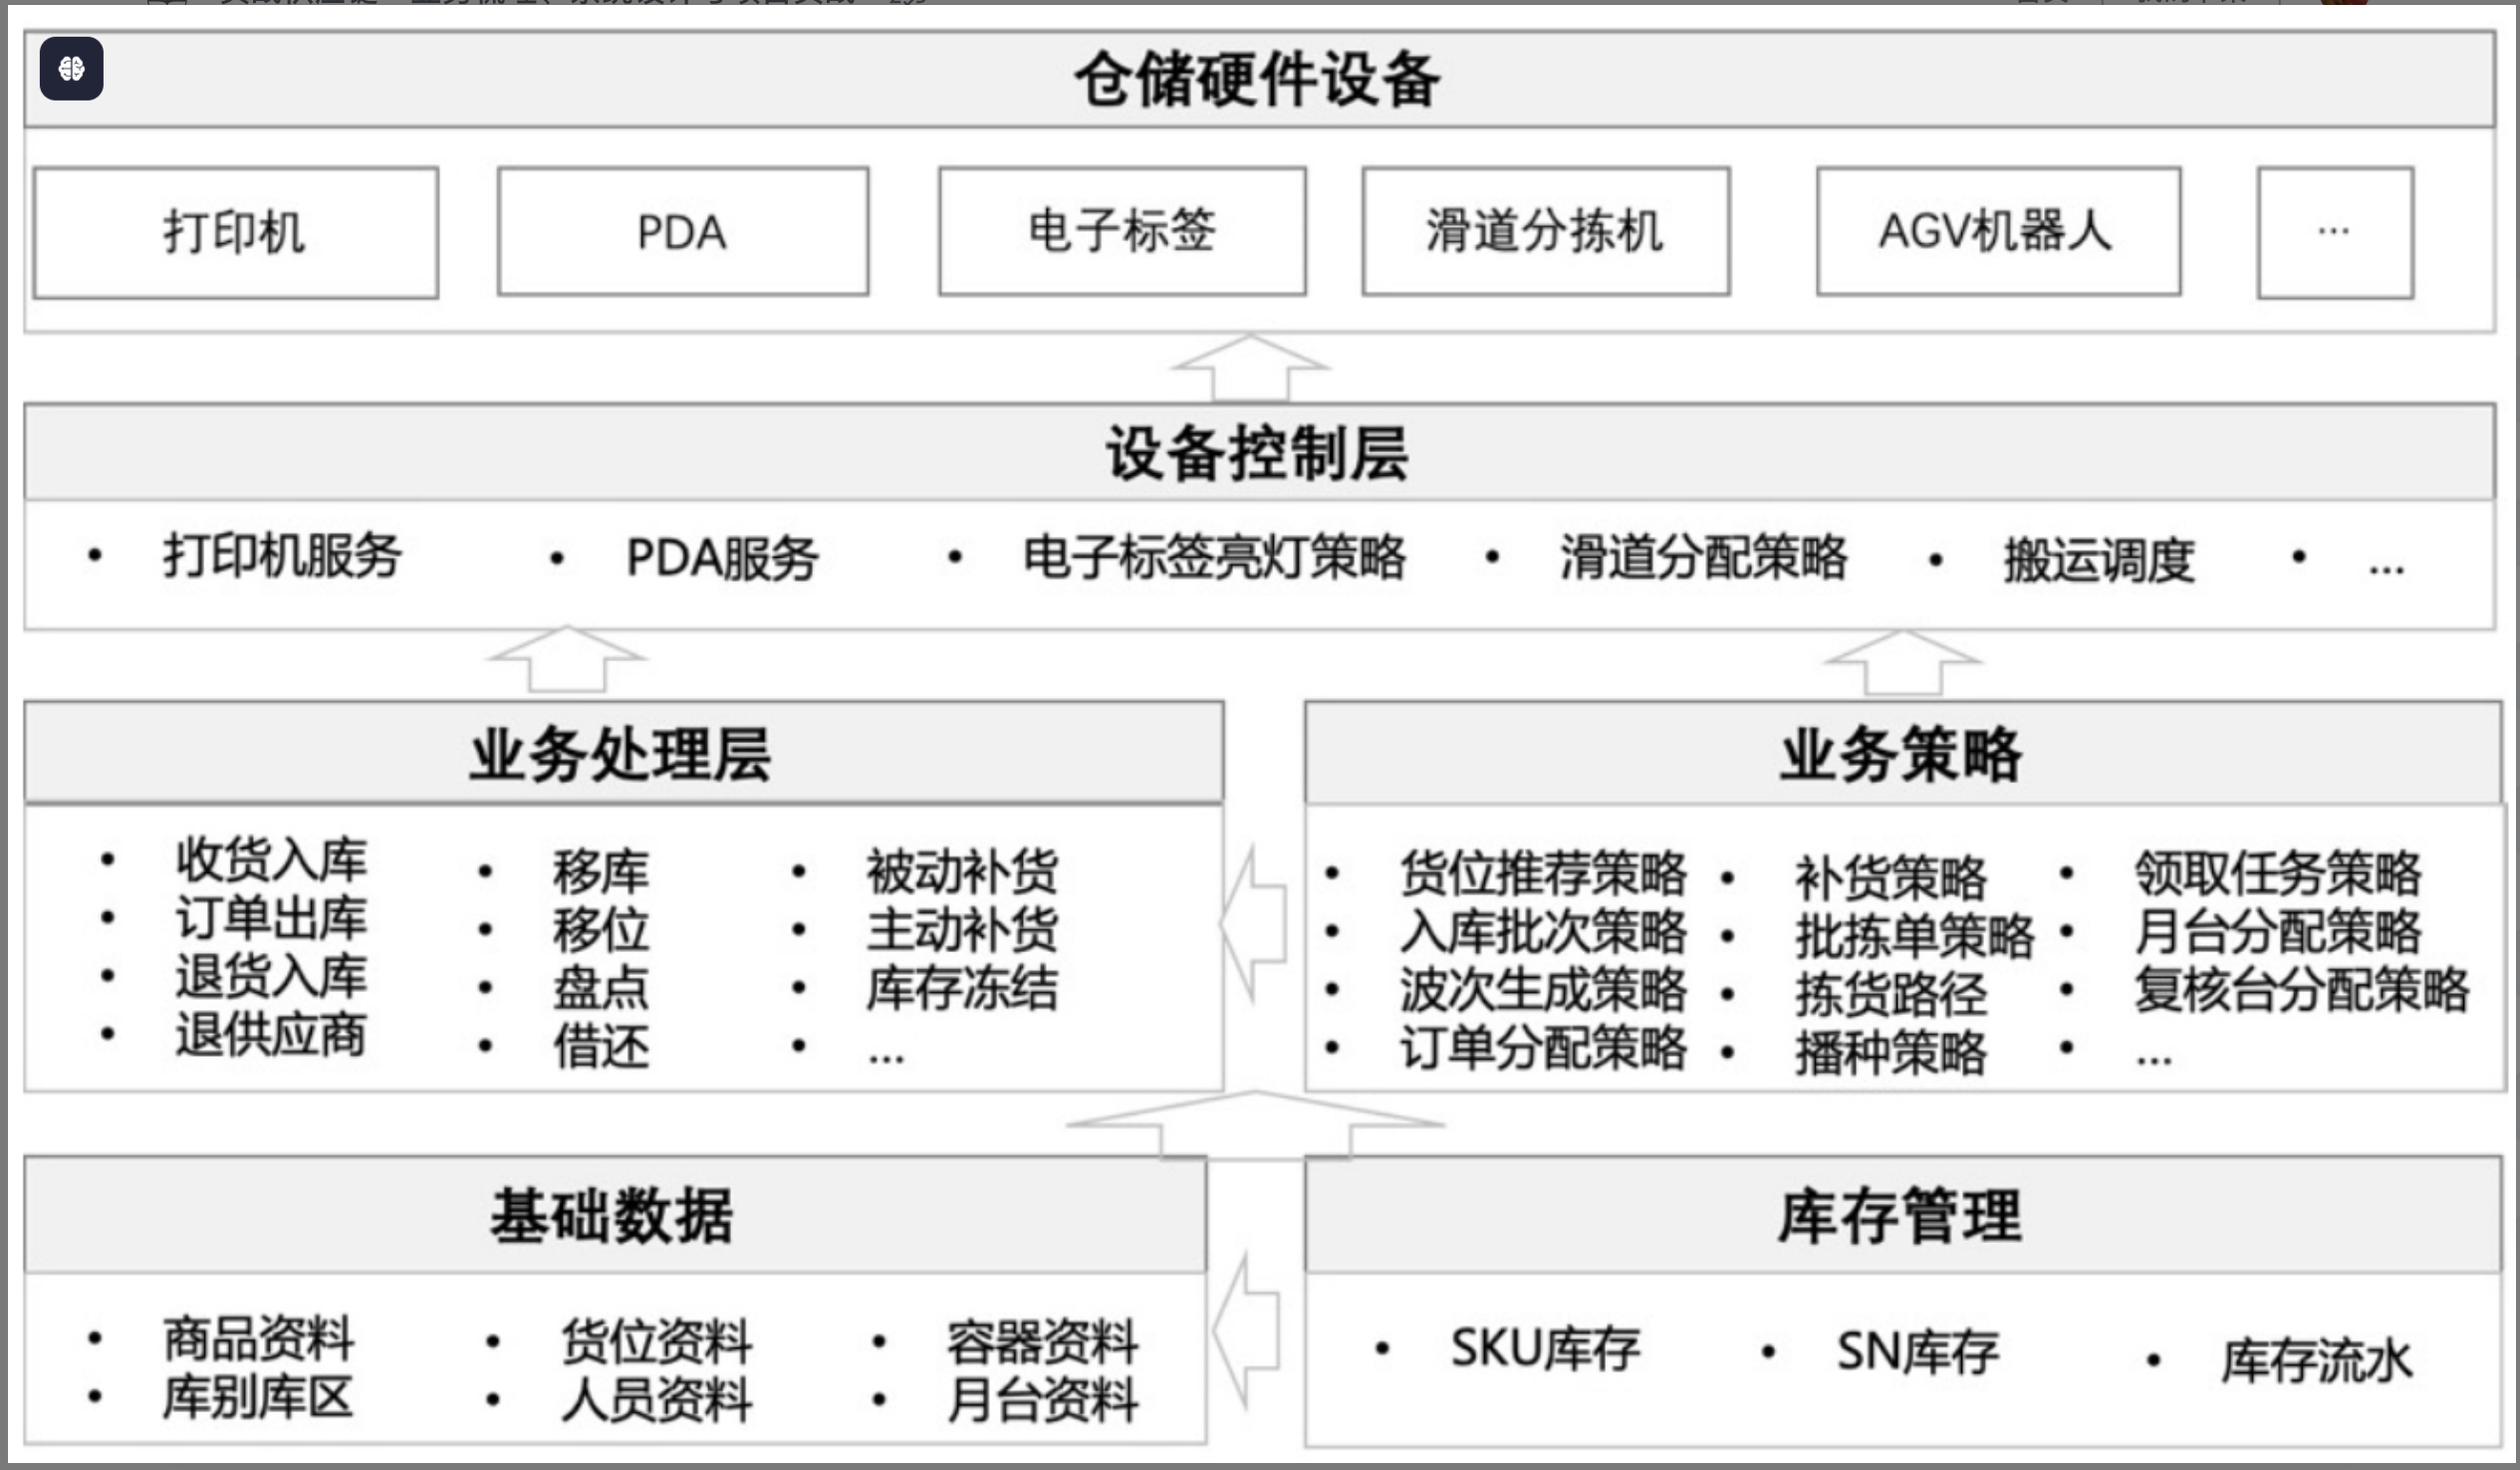 仓储硬件设备
打印机 PDA 电子标签 滑道分拣机 AGV机器人 ...
设备控制层
• 打印机服务 • PDA服务 • 电子标签亮灯策略 • 滑道分配策略 • 搬运调度 • ...
业务处理层
• 收货入库
• 订单出库
• 退货入库
• 退供应商
• 移库
• 移位
• 盘点
• 借还
• 被动补货
• 主动补货
• 库存冻结
• ...
业务策略
• 货位推荐策略
• 入库批次策略
• 波次生成策略
• 订单分配策略
• 补货策略
• 批拣单策略
• 拣货路径
• 播种策略
• 领取任务策略
• 月台分配策略
• 复核台分配策略
• ...
基础数据
• 商品资料
• 库别库区
• 货位资料
• 人员资料
• 容器资料
• 月台资料
库存管理
• SKU库存 • SN库存 • 库存流水